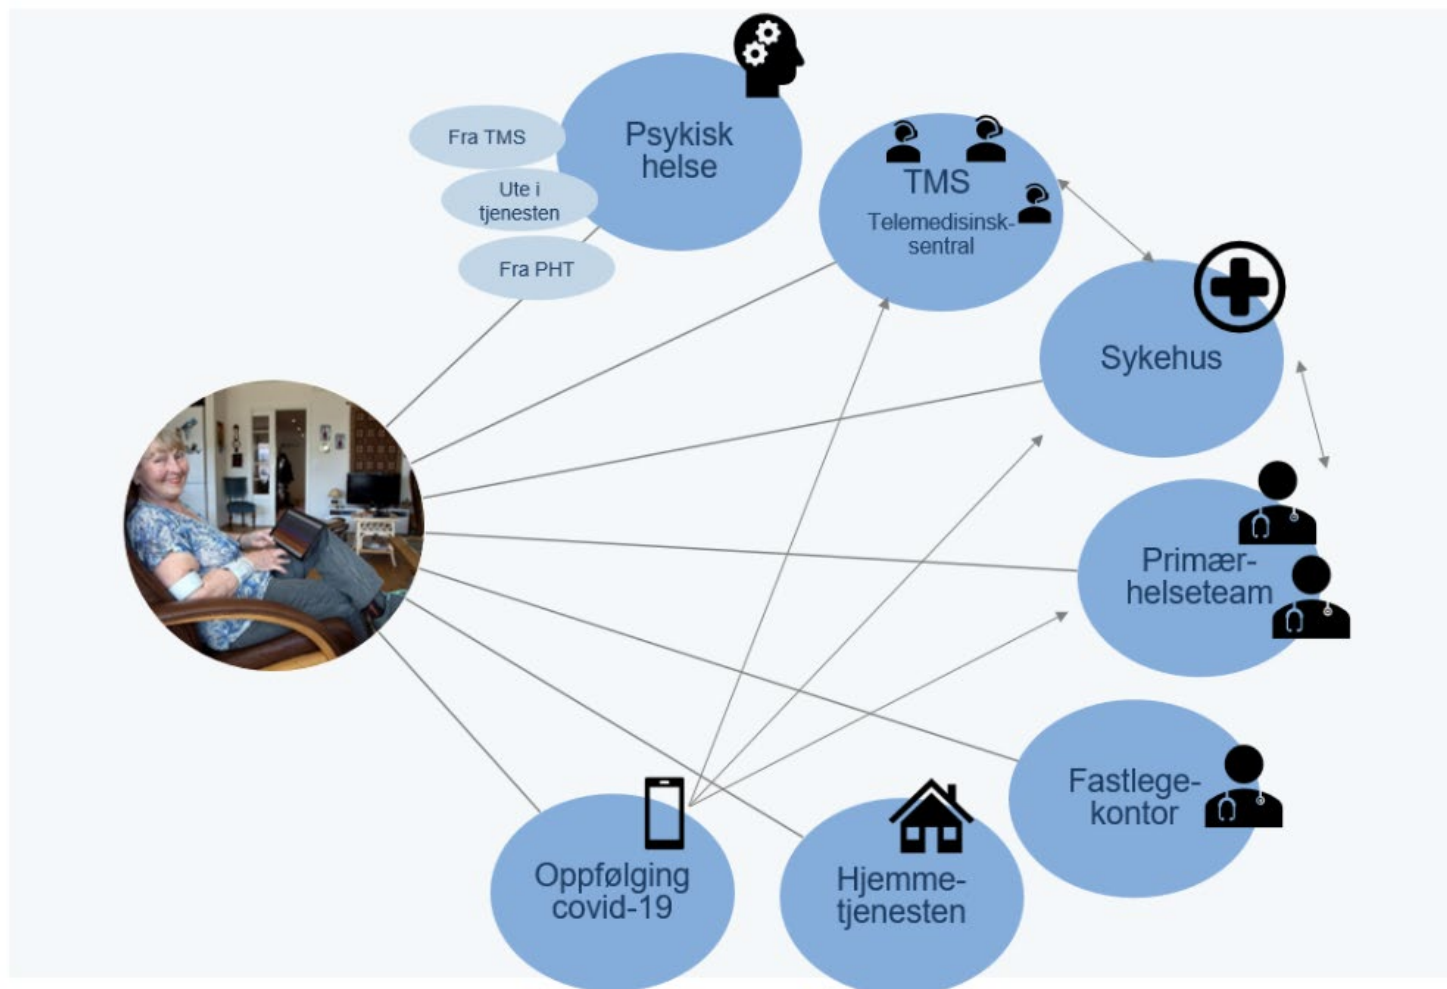 Psykisk
helse
Fra TMS
Ute i
tjenesten
Fra PHT
TMS
Telemedisinsk-
sentral
Sykehus
Primær-
helseteam
Fastlege-
kontor
Hjemme-
tjenesten
Oppfølging
covid-19